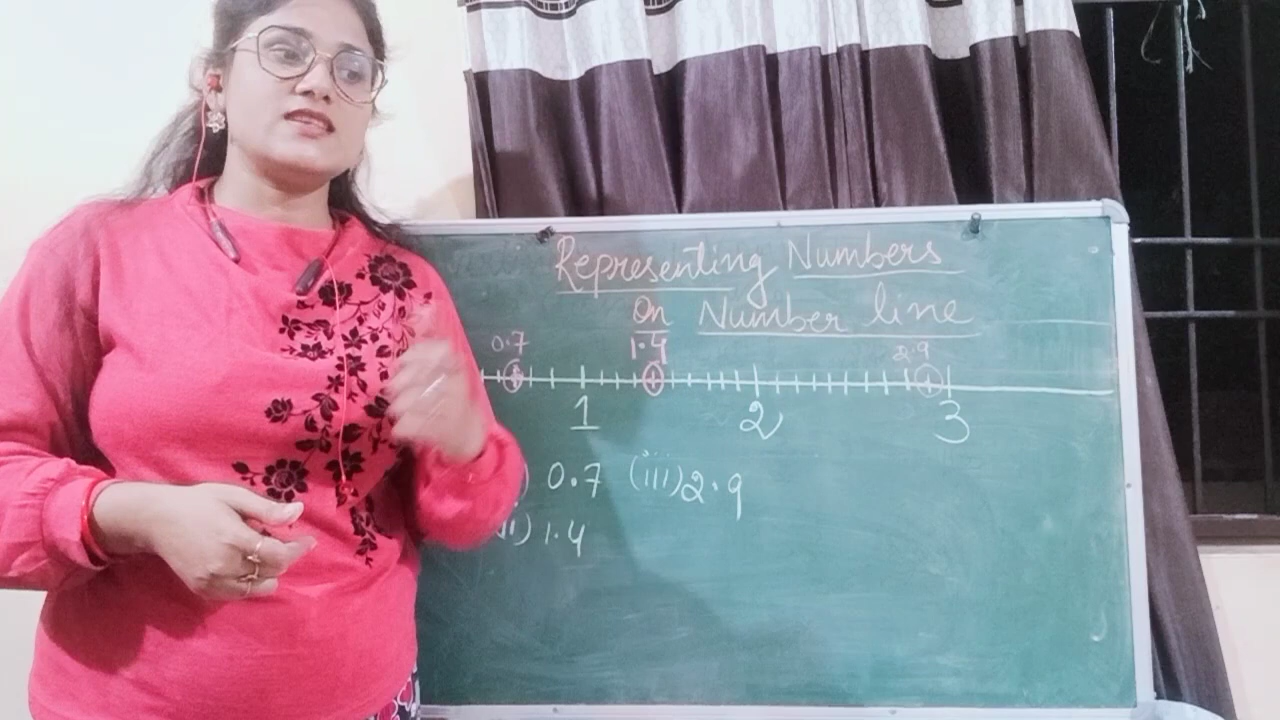 Representing Numbers
On Number line
0.7 1.4 2.9
1 2 3
) 0.7 (iii) 2.9
ii) 1.4